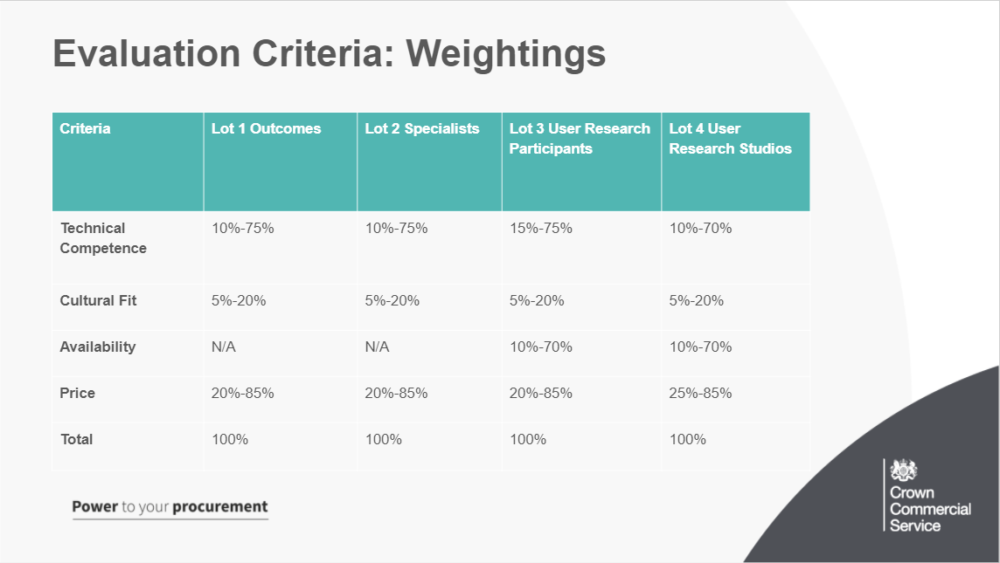 Evaluation Criteria: Weightings
Criteria
Lot 1 Outcomes
Lot 2 Specialists
Lot 3 User Research
Participants
Lot 4 User
Research Studios
Technical
Competence
10%-75%
10%-75%
15%-75%
10%-70%
Cultural Fit
5%-20%
5%-20%
5%-20%
5%-20%
Availability
N/A
N/A
10%-70%
10%-70%
Price
20%-85%
20%-85%
20%-85%
25%-85%
Total
100%
100%
100%
100%
Power to your procurement
Crown
Commercial
Service